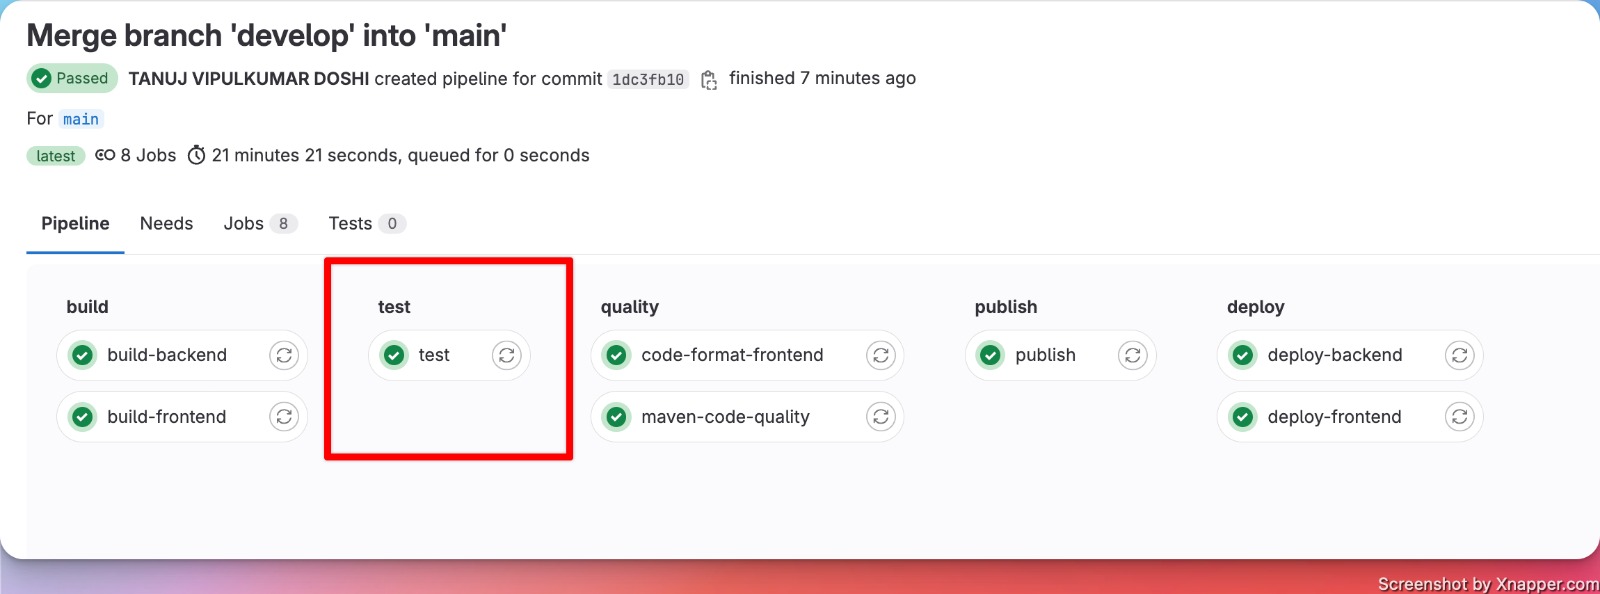 Merge branch 'develop' into 'main'
Passed TANUJ VIPULKUMAR DOSHI created pipeline for commit 1dc3fb10 finished 7 minutes ago
For main
latest 8 Jobs 21 minutes 21 seconds, queued for 0 seconds
Pipeline Needs Jobs 8 Tests 0
build test quality publish deploy
build-backend test code-format-frontend publish deploy-backend
build-frontend maven-code-quality deploy-frontend
Screenshot by Xnapper.com